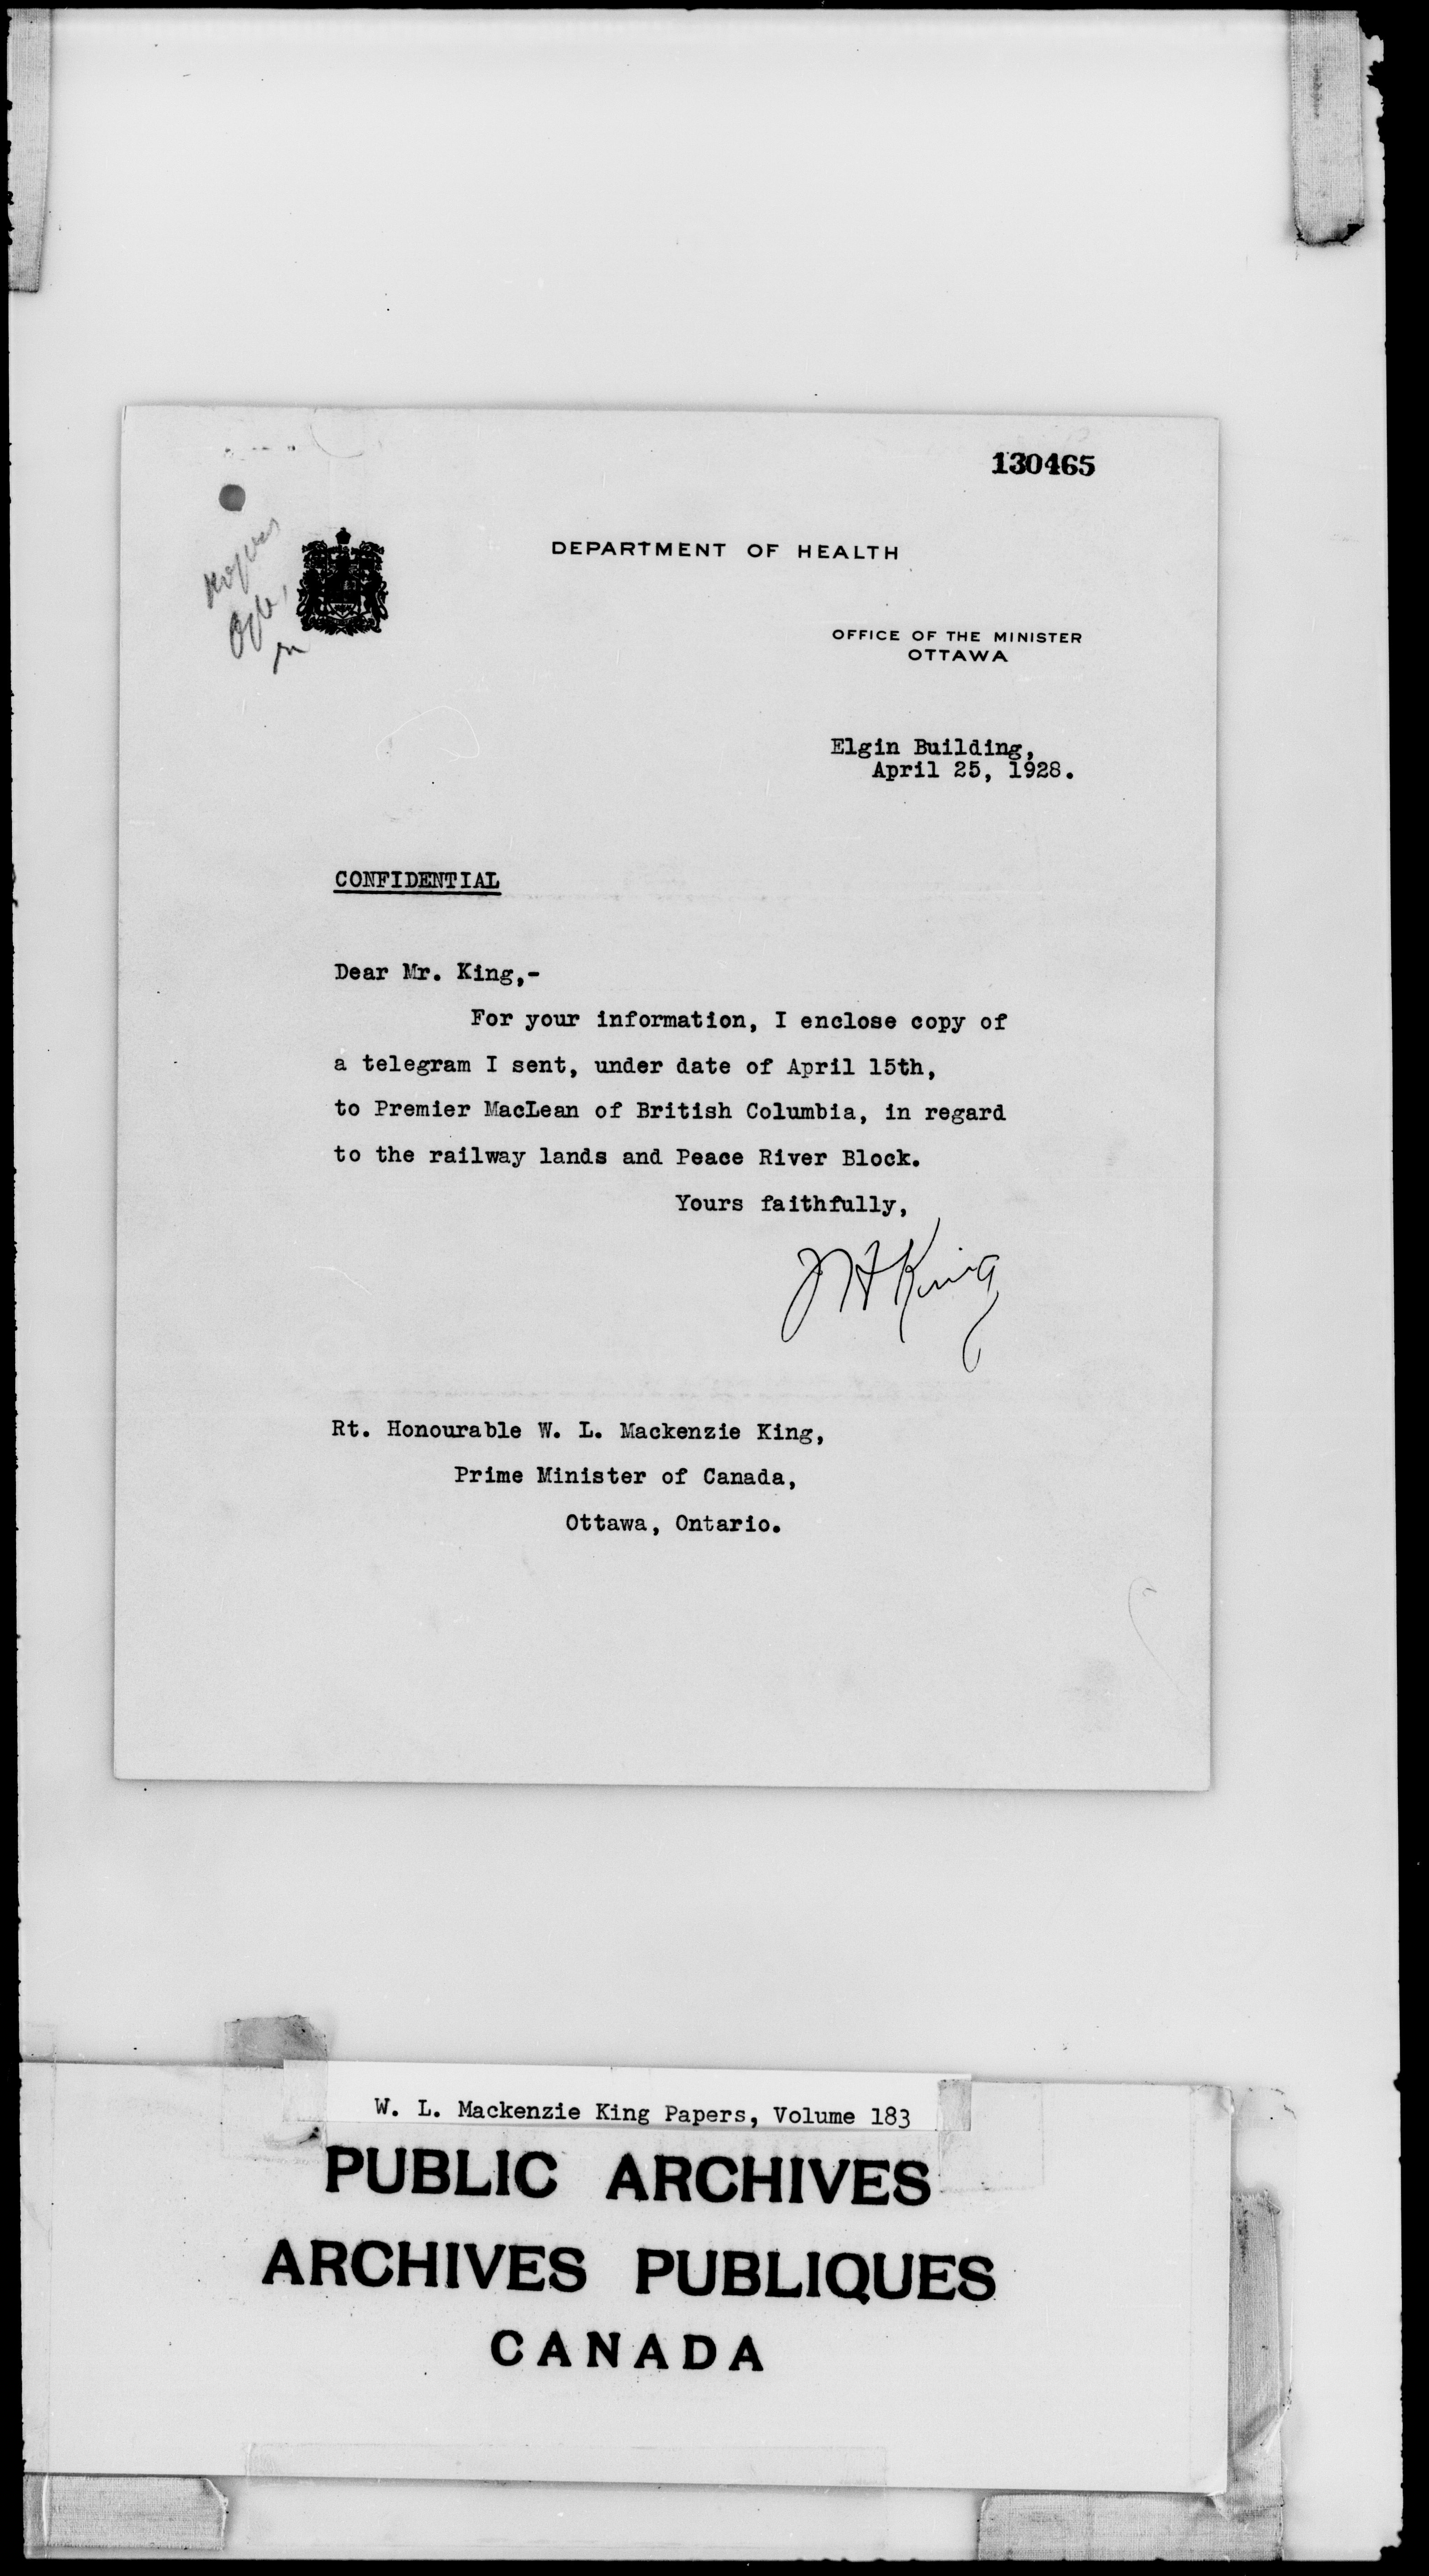 130465
DEPARTMENT OF HEALTH
OFFICE OF THE MINISTER
OTTAWA
Elgin Building,
April 25, 1928.
CONFIDENTIAL
Dear Mr. King,-
For your information, I enclose copy of
a telegram I sent, under date of April 15th,
to Premier MacLean of British Columbia, in regard
to the railway lands and Peace River Block.
Yours faithfully,
J H King
Rt. Honourable W. L. Mackenzie King,
Prime Minister of Canada,
Ottawa, Ontario.
W. L. Mackenzie King Papers, Volume 183
PUBLIC ARCHIVES
ARCHIVES PUBLIQUES
CANADA